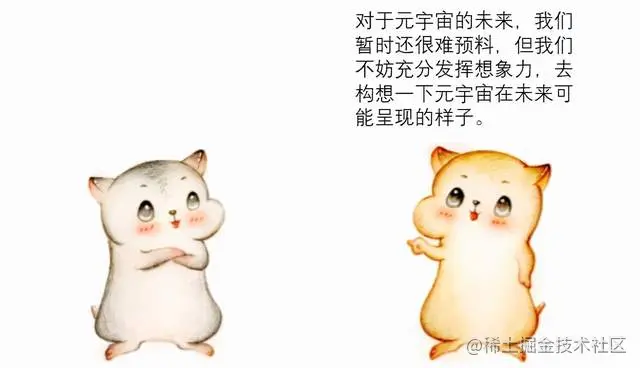 对于元宇宙的未来，我们
暂时还很难预料，但我们
不妨充分发挥想象力，去
构想一下元宇宙在未来可
能呈现的样子。
@稀土掘金技术社区